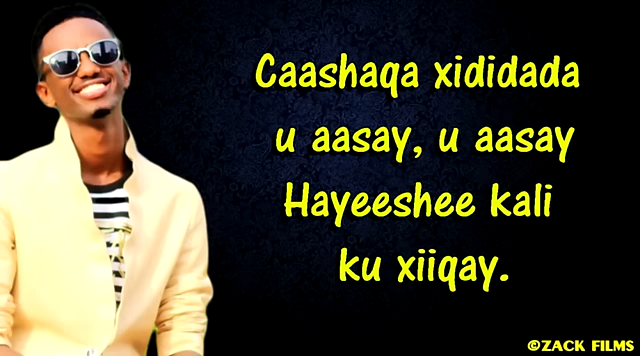 Caashaqa xididada
u aasay, u aasay
Hayeeshee kali
ku xiiqay.
©ZACK FILMS